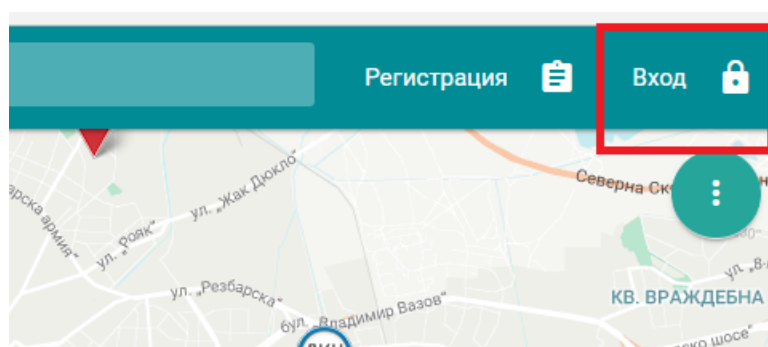 Регистрация
Вход
ул. „Жак Дюкло“
Северна Ск
армия“
ул. „Рояк“
ул. „8-
ул. „Резбарска“
КВ. ВРАЖДЕБНА
бул. „Владимир Вазов“
шосе“